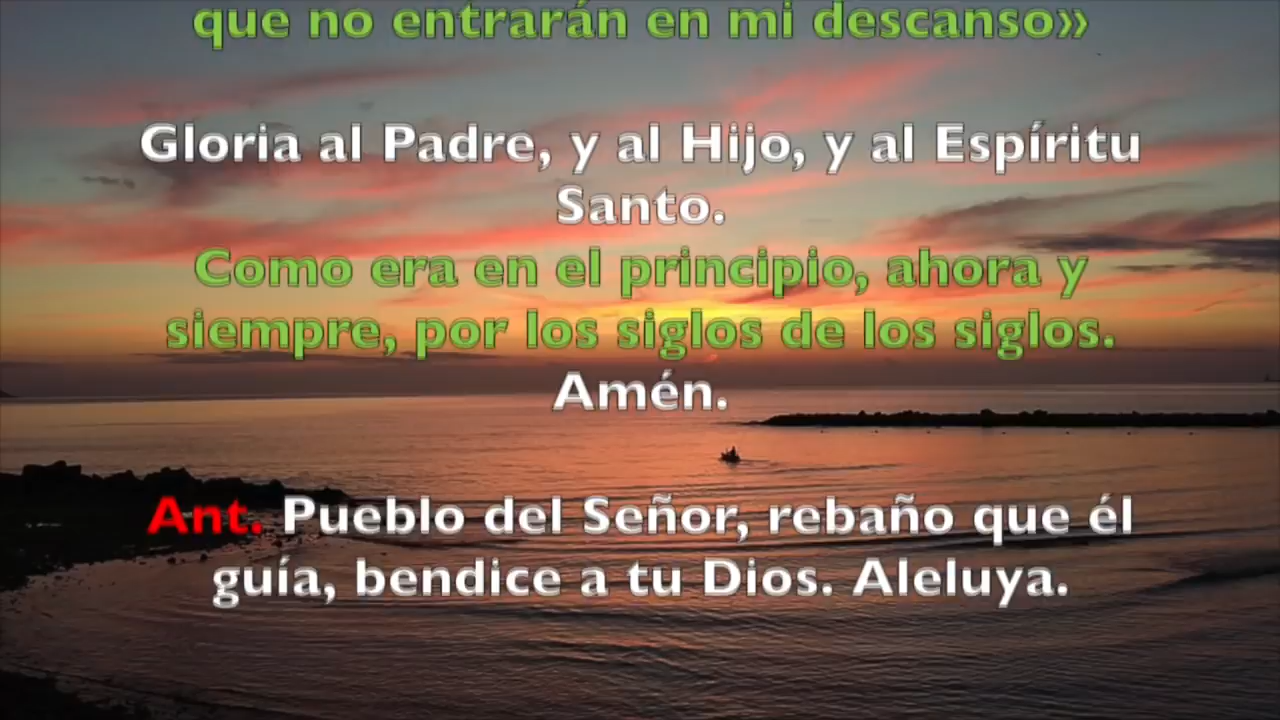 que no entrarán en mi descanso»
Gloria al Padre, y al Hijo, y al Espíritu
Santo.
Como era en el principio, ahora y
siempre, por los siglos de los siglos.
Amén.
Ant. Pueblo del Señor, rebaño que él
guía, bendice a tu Dios. Aleluya.